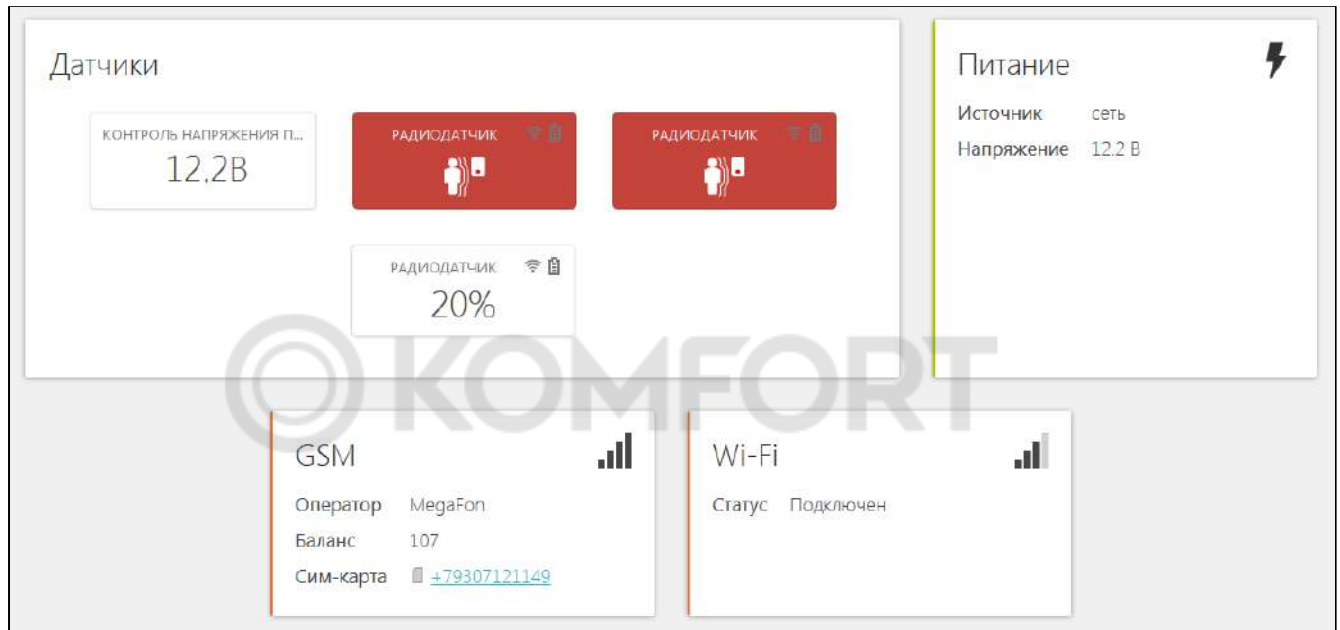 Датчики
КОНТРОЛЬ НАПРЯЖЕНИЯ П...
12,2В
РАДИОДАТЧИК
РАДИОДАТЧИК
РАДИОДАТЧИК
20%
Питание
Источник сеть
Напряжение 12.2 В
KOMFORT
GSM
Оператор MegaFon
Баланс 107
Сим-карта +79307121149
Wi-Fi
Статус Подключен